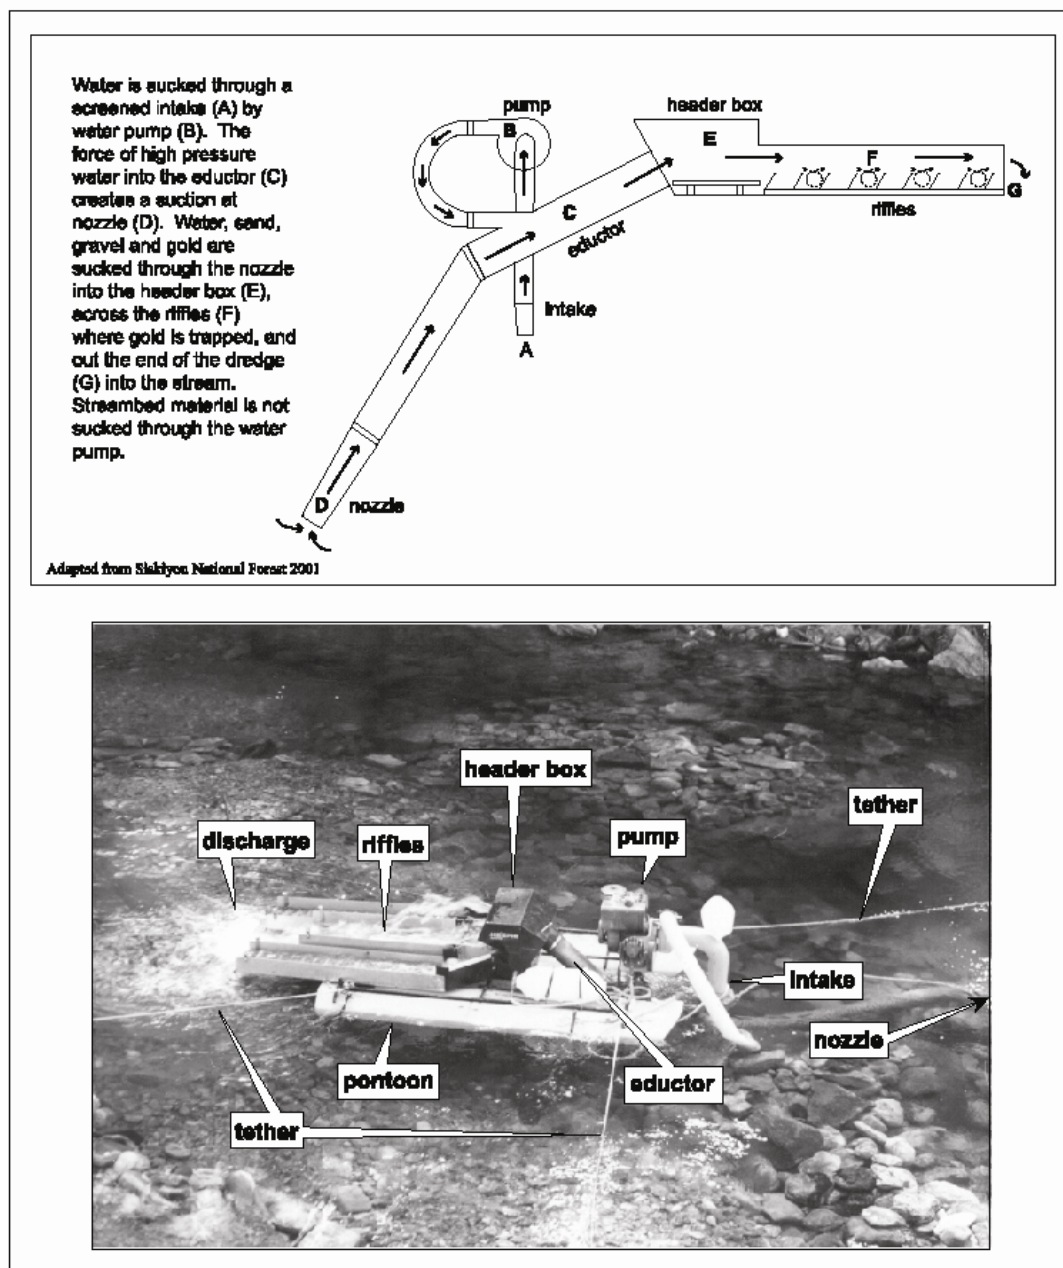 Water is sucked through a
screened intake (A) by
water pump (B). The
force of high pressure
water into the eductor (C)
creates a suction at
nozzle (D). Water, sand,
gravel and gold are
sucked through the nozzle
into the header box (E),
across the riffles (F)
where gold is trapped, and
out the end of the dredge
(G) into the stream.
Streambed material is not
sucked through the water
pump.
pump
header box
B
E
F
G
riffles
C
eductor
intake
A
D
nozzle
Adapted from Siskiyou National Forest 2001
header box
tether
discharge
riffles
pump
intake
nozzle
pontoon
eductor
tether